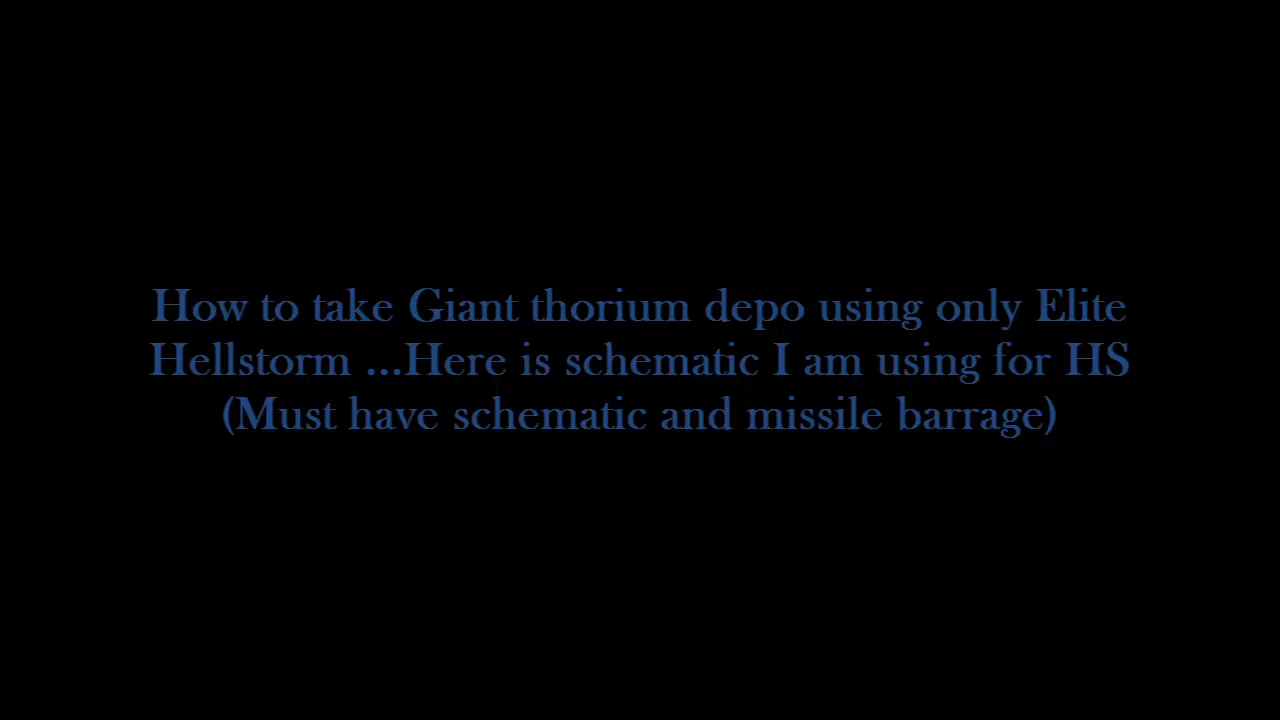 How to take Giant thorium depo using only Elite
Hellstorm ...Here is schematic I am using for HS
(Must have schematic and missile barrage)